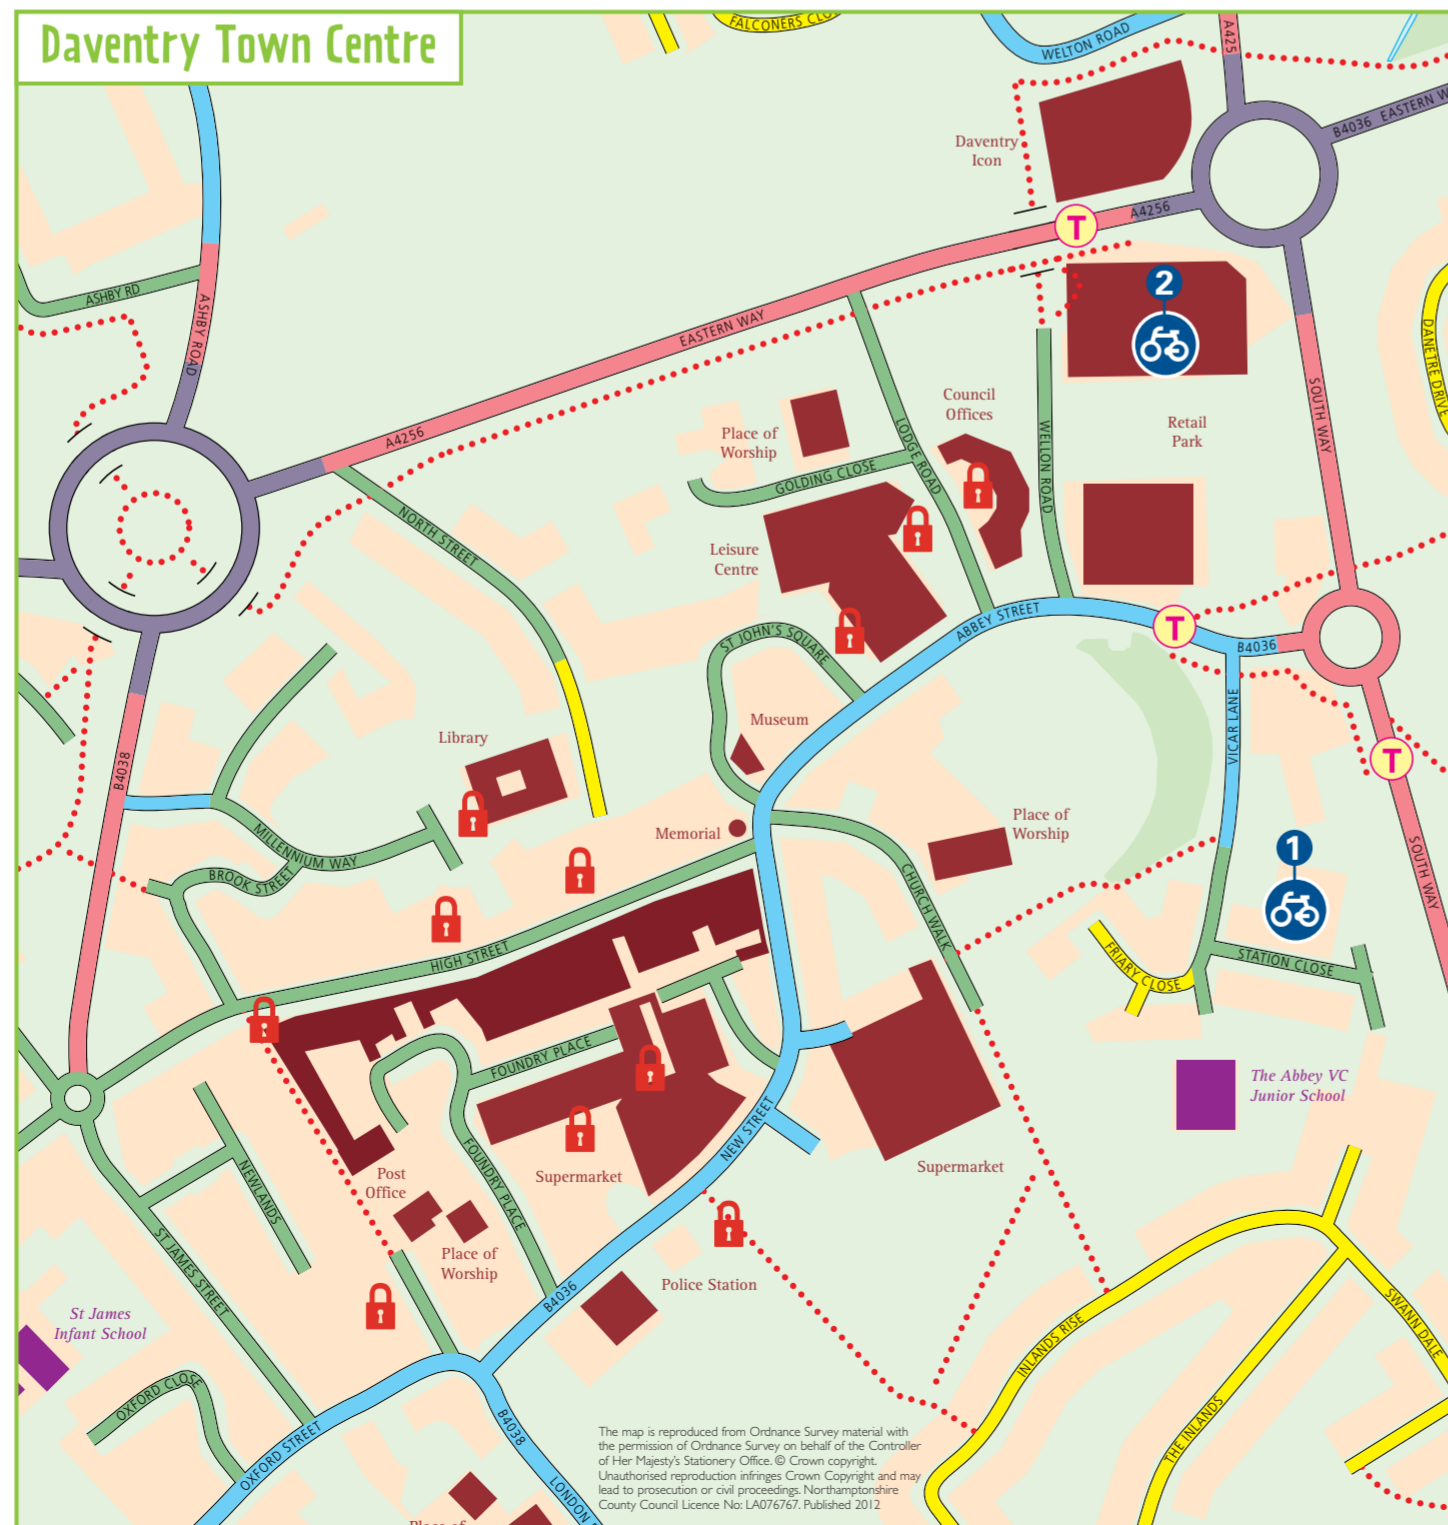 Daventry Town Centre
FALCONERS
WELTON ROAD
A425
B4036 EASTERN W
Daventry
Icon
T
A4256
ASHBY RD
ASHBY ROAD
EASTERN WAY
2
DANETRE DRIVE
SOUTH WAY
A4256
Place of
Worship
Council
Offices
Retail
Park
LODGE ROAD
WELLON ROAD
GOLDING CLOSE
NORTH STREET
Leisure
Centre
ABBEY STREET
T
B4036
ST JOHN'S SQUARE
VICAR LANE
T
Museum
Library
B4038
Memorial
Place of
Worship
MILLENNIUM WAY
BROOK STREET
1
SOUTH WAY
CHURCH WALK
HIGH STREET
FRIARY CLOSE
STATION CLOSE
FOUNDRY PLACE
The Abbey VC
Junior School
NEW STREET
NEWLANDS
Post
Office
FOUNDRY PLACE
Supermarket
Supermarket
ST JAMES STREET
Place of
Worship
Police Station
B4036
St James
Infant School
INLANDS RISE
SWANN DALE
OXFORD CLOSE
THE INLANDS
OXFORD STREET
B4038
LONDON
The map is reproduced from Ordnance Survey material with
the permission of Ordnance Survey on behalf of the Controller
of Her Majesty's Stationery Office. © Crown copyright.
Unauthorised reproduction infringes Crown Copyright and may
lead to prosecution or civil proceedings. Northamptonshire
County Council Licence No: LA076767. Published 2012
Place of